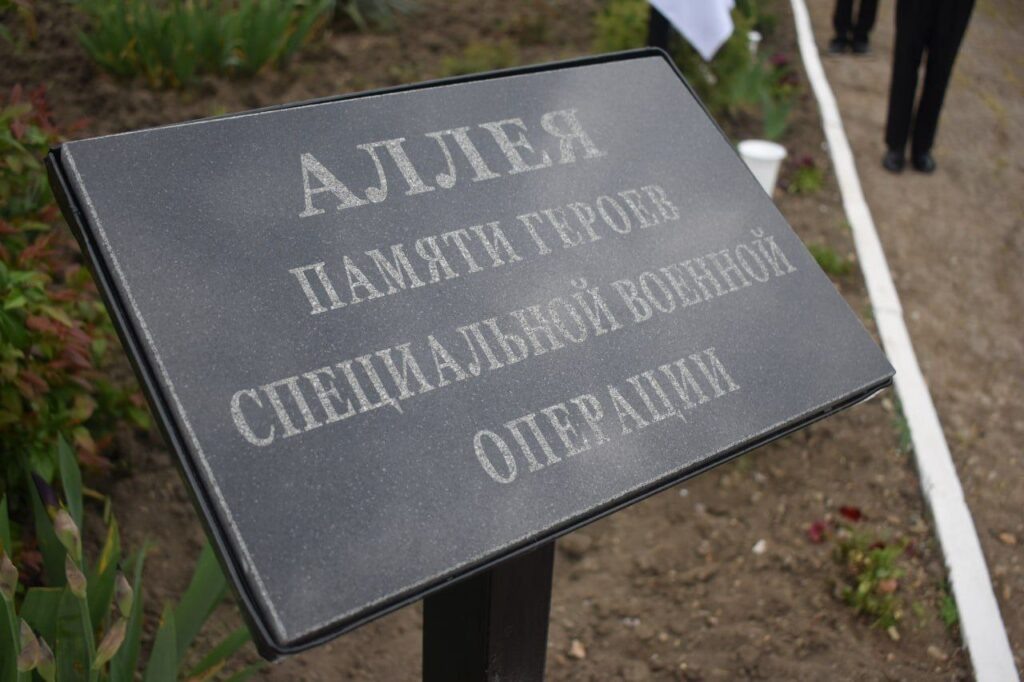 АЛЛЕЯ
ПАМЯТИ ГЕРОЕВ
СПЕЦИАЛЬНОЙ ВОЕННОЙ
ОПЕРАЦИИ